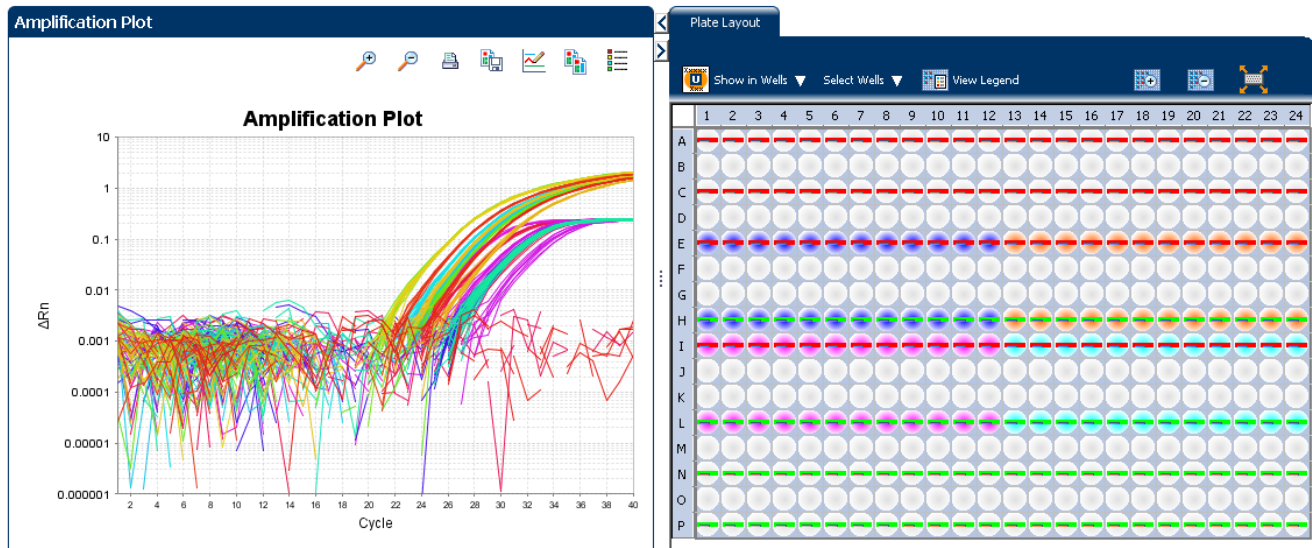 Amplification Plot
Amplification Plot
10
1
0.1
0.01
0.001
0.0001
0.00001
0.000001
ΔRn
2 4 6 8 10 12 14 16 18 20 22 24 26 28 30 32 34 36 38 40
Cycle
Plate Layout
Show in Wells ▼ Select Wells ▼ View Legend
1 2 3 4 5 6 7 8 9 10 11 12 13 14 15 16 17 18 19 20 21 22 23 24
A
B
C
D
E
F
G
H
I
J
K
L
M
N
O
P